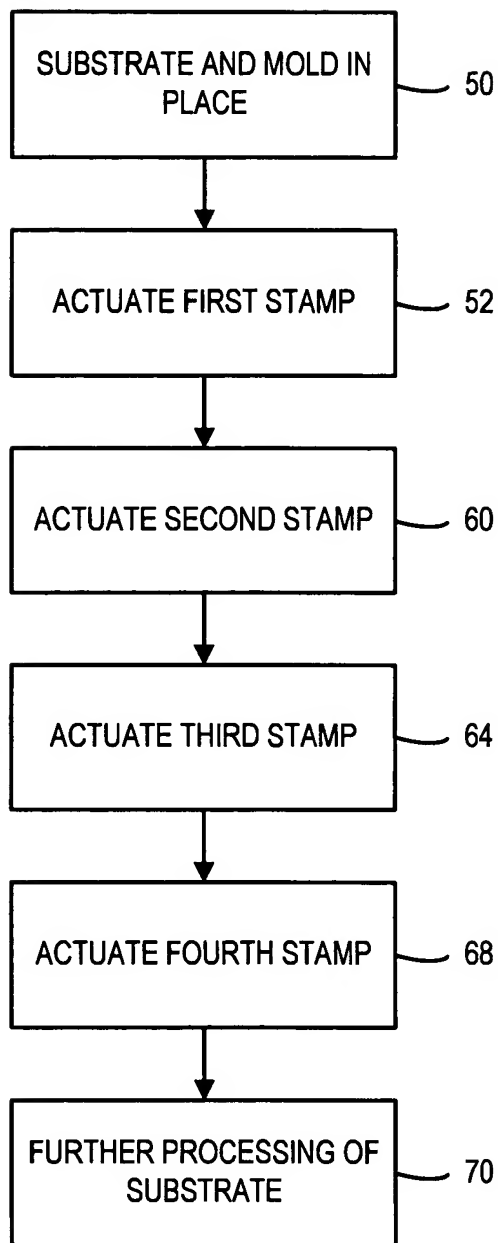 SUBSTRATE AND MOLD IN
PLACE
50
ACTUATE FIRST STAMP
52
ACTUATE SECOND STAMP
60
ACTUATE THIRD STAMP
64
ACTUATE FOURTH STAMP
68
FURTHER PROCESSING OF
SUBSTRATE
70